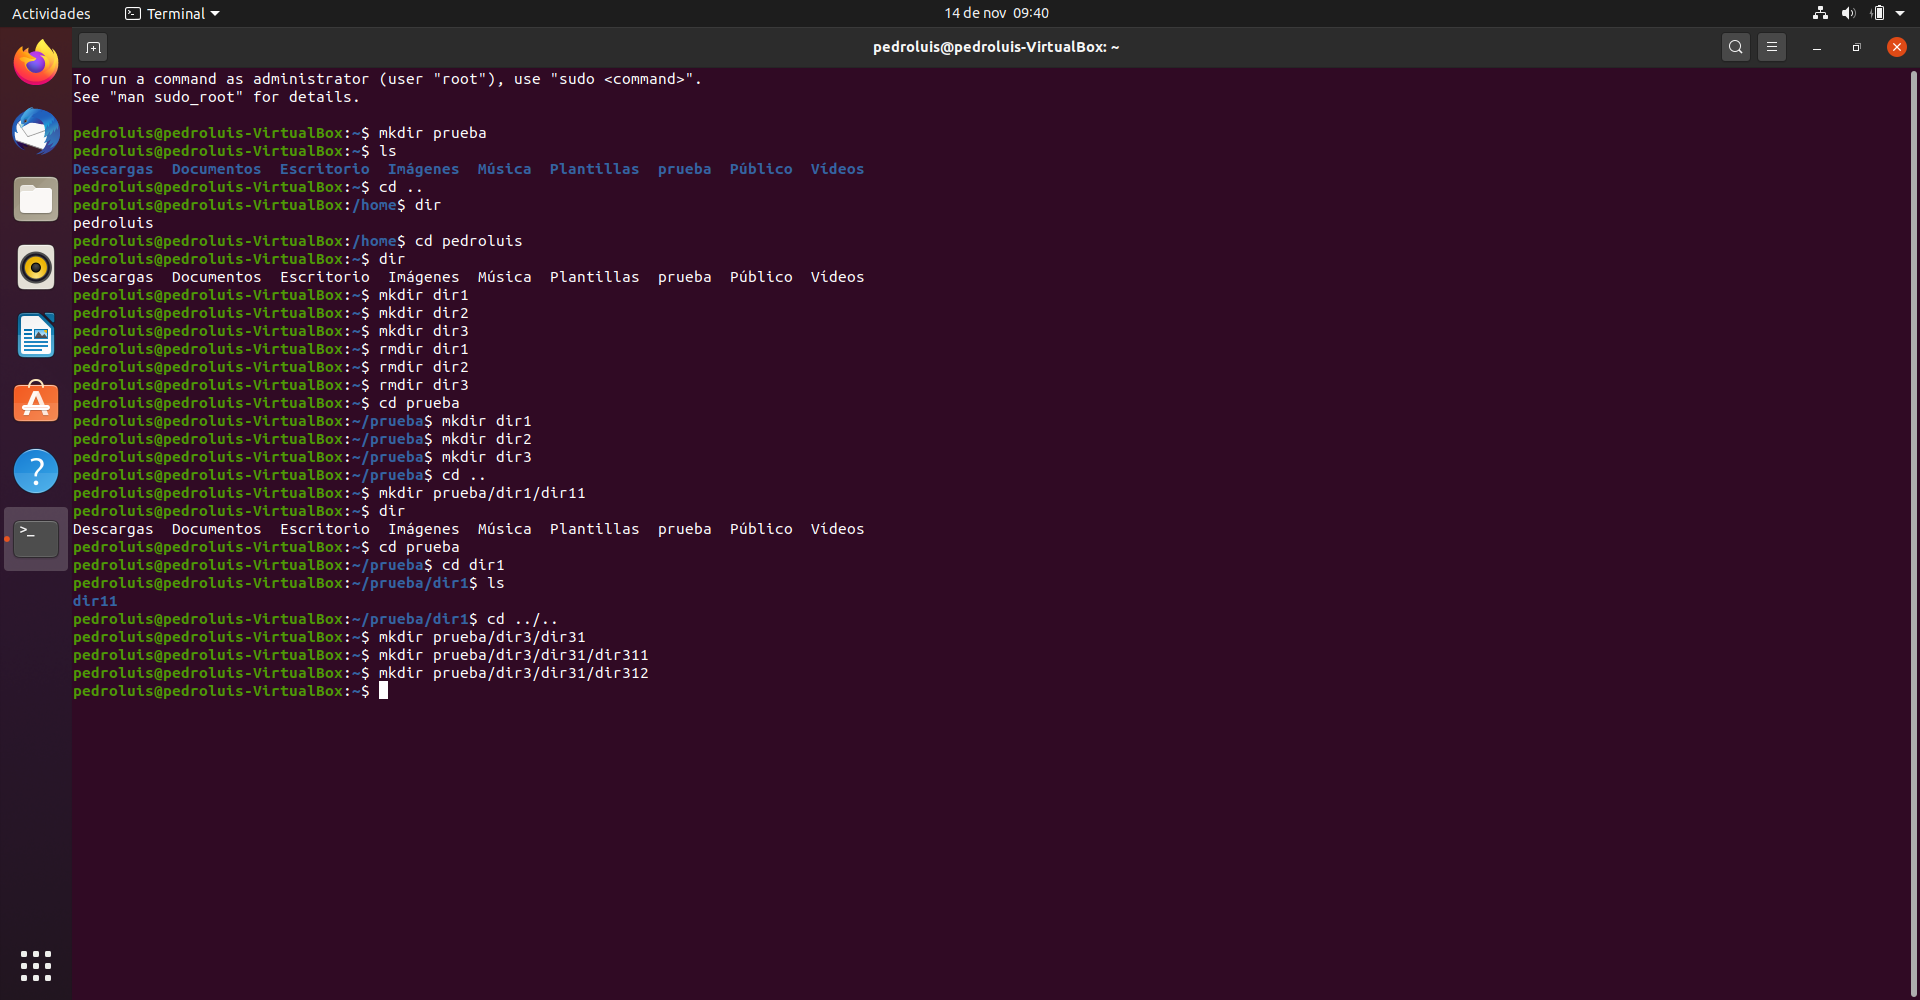 Actividades Terminal 14 de nov 09:40
pedroluis@pedroluis-VirtualBox: ~
To run a command as administrator (user "root"), use "sudo <command>".
See "man sudo_root" for details.
pedroluis@pedroluis-VirtualBox:~$ mkdir prueba
pedroluis@pedroluis-VirtualBox:~$ ls
Descargas  Documentos  Escritorio  Imágenes  Música  Plantillas  prueba  Público  Vídeos
pedroluis@pedroluis-VirtualBox:~$ cd ..
pedroluis@pedroluis-VirtualBox:/home$ dir
pedroluis
pedroluis@pedroluis-VirtualBox:/home$ cd pedroluis
pedroluis@pedroluis-VirtualBox:~$ dir
Descargas  Documentos  Escritorio  Imágenes  Música  Plantillas  prueba  Público  Vídeos
pedroluis@pedroluis-VirtualBox:~$ mkdir dir1
pedroluis@pedroluis-VirtualBox:~$ mkdir dir2
pedroluis@pedroluis-VirtualBox:~$ mkdir dir3
pedroluis@pedroluis-VirtualBox:~$ rmdir dir1
pedroluis@pedroluis-VirtualBox:~$ rmdir dir2
pedroluis@pedroluis-VirtualBox:~$ rmdir dir3
pedroluis@pedroluis-VirtualBox:~$ cd prueba
pedroluis@pedroluis-VirtualBox:~/prueba$ mkdir dir1
pedroluis@pedroluis-VirtualBox:~/prueba$ mkdir dir2
pedroluis@pedroluis-VirtualBox:~/prueba$ mkdir dir3
pedroluis@pedroluis-VirtualBox:~/prueba$ cd ..
pedroluis@pedroluis-VirtualBox:~$ mkdir prueba/dir1/dir11
pedroluis@pedroluis-VirtualBox:~$ dir
Descargas  Documentos  Escritorio  Imágenes  Música  Plantillas  prueba  Público  Vídeos
pedroluis@pedroluis-VirtualBox:~$ cd prueba
pedroluis@pedroluis-VirtualBox:~/prueba$ cd dir1
pedroluis@pedroluis-VirtualBox:~/prueba/dir1$ ls
dir11
pedroluis@pedroluis-VirtualBox:~/prueba/dir1$ cd ../..
pedroluis@pedroluis-VirtualBox:~$ mkdir prueba/dir3/dir31
pedroluis@pedroluis-VirtualBox:~$ mkdir prueba/dir3/dir31/dir311
pedroluis@pedroluis-VirtualBox:~$ mkdir prueba/dir3/dir31/dir312
pedroluis@pedroluis-VirtualBox:~$